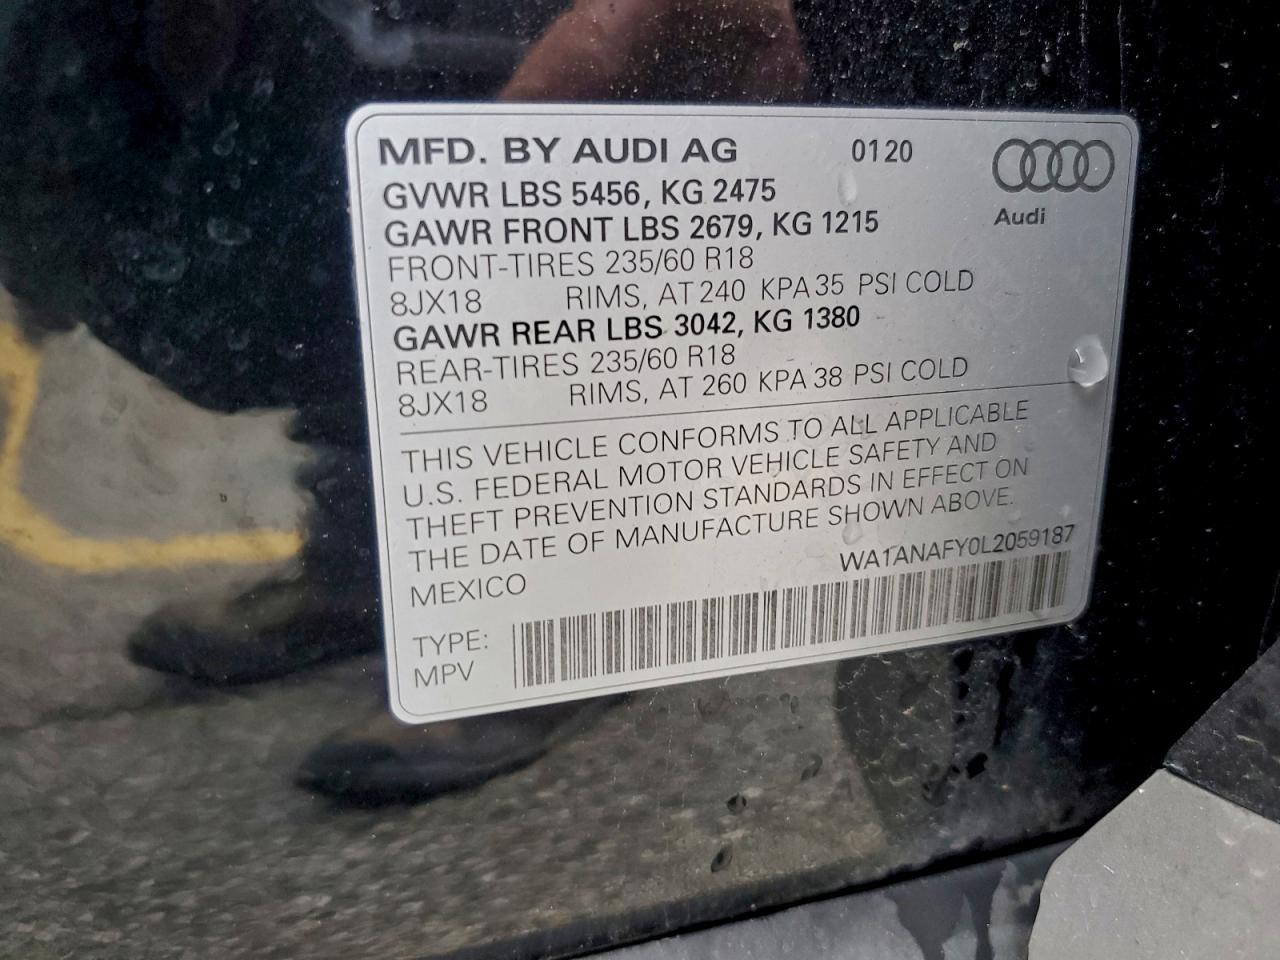 MFD. BY AUDI AG 0120
GVWR LBS 5456, KG 2475
GAWR FRONT LBS 2679, KG 1215
Audi
FRONT-TIRES 235/60 R18
8JX18 RIMS, AT 240 KPA 35 PSI COLD
GAWR REAR LBS 3042, KG 1380
REAR-TIRES 235/60 R18
8JX18 RIMS, AT 260 KPA 38 PSI COLD
THIS VEHICLE CONFORMS TO ALL APPLICABLE
U.S. FEDERAL MOTOR VEHICLE SAFETY AND
THEFT PREVENTION STANDARDS IN EFFECT ON
THE DATE OF MANUFACTURE SHOWN ABOVE.
MEXICO WA1ANAFY0L2059187
TYPE:
MPV